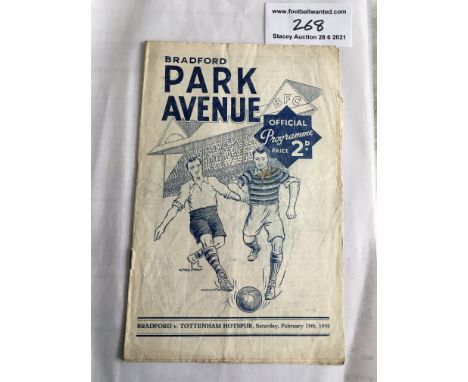 www.footballwanted.com
268
Stacey Auction 28 6 2021
BRADFORD
PARK
AVENUE
B F C
OFFICIAL
Programme
PRICE 2D.
BRADFORD v. TOTTENHAM HOTSPUR, Saturday, February 18th, 1950